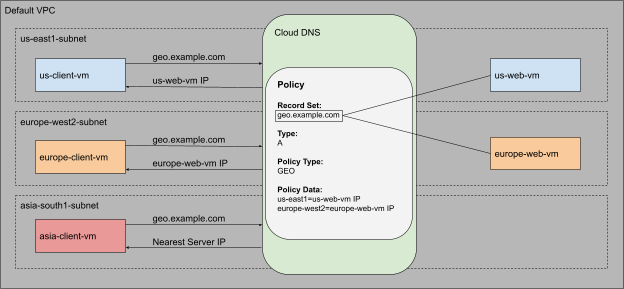 Default VPC
us-east1-subnet
us-client-vm
geo.example.com
us-web-vm IP
europe-west2-subnet
europe-client-vm
geo.example.com
europe-web-vm IP
asia-south1-subnet
asia-client-vm
geo.example.com
Nearest Server IP
Cloud DNS
Policy
Record Set:
geo.example.com
Type:
A
Policy Type:
GEO
Policy Data:
us-east1=us-web-vm IP
europe-west2=europe-web-vm IP
us-web-vm
europe-web-vm